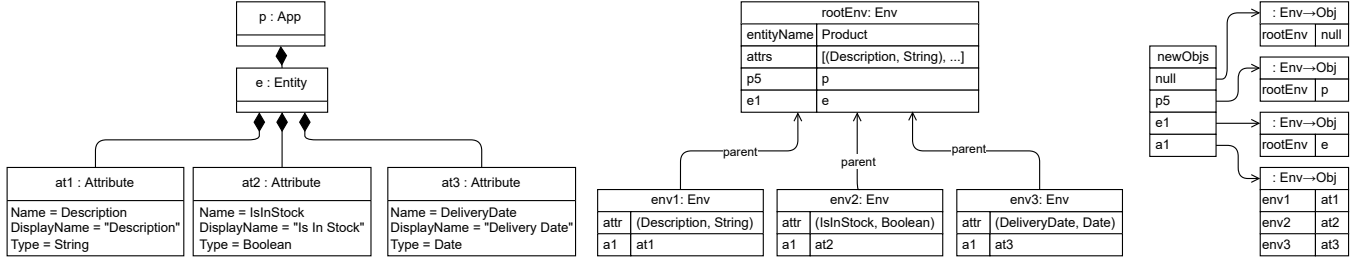 p : App
e : Entity
at1 : Attribute
Name = Description
DisplayName = "Description"
Type = String
at2 : Attribute
Name = IsInStock
DisplayName = "Is In Stock"
Type = Boolean
at3 : Attribute
Name = DeliveryDate
DisplayName = "Delivery Date"
Type = Date
rootEnv: Env
entityName Product
attrs [(Description, String), ...]
p5 p
e1 e
parent
parent
parent
env1: Env
attr (Description, String)
a1 at1
env2: Env
attr (IsInStock, Boolean)
a1 at2
env3: Env
attr (DeliveryDate, Date)
a1 at3
newObjs
null
p5
e1
a1
: Env→Obj
rootEnv null
: Env→Obj
rootEnv p
: Env→Obj
rootEnv e
: Env→Obj
env1 at1
env2 at2
env3 at3